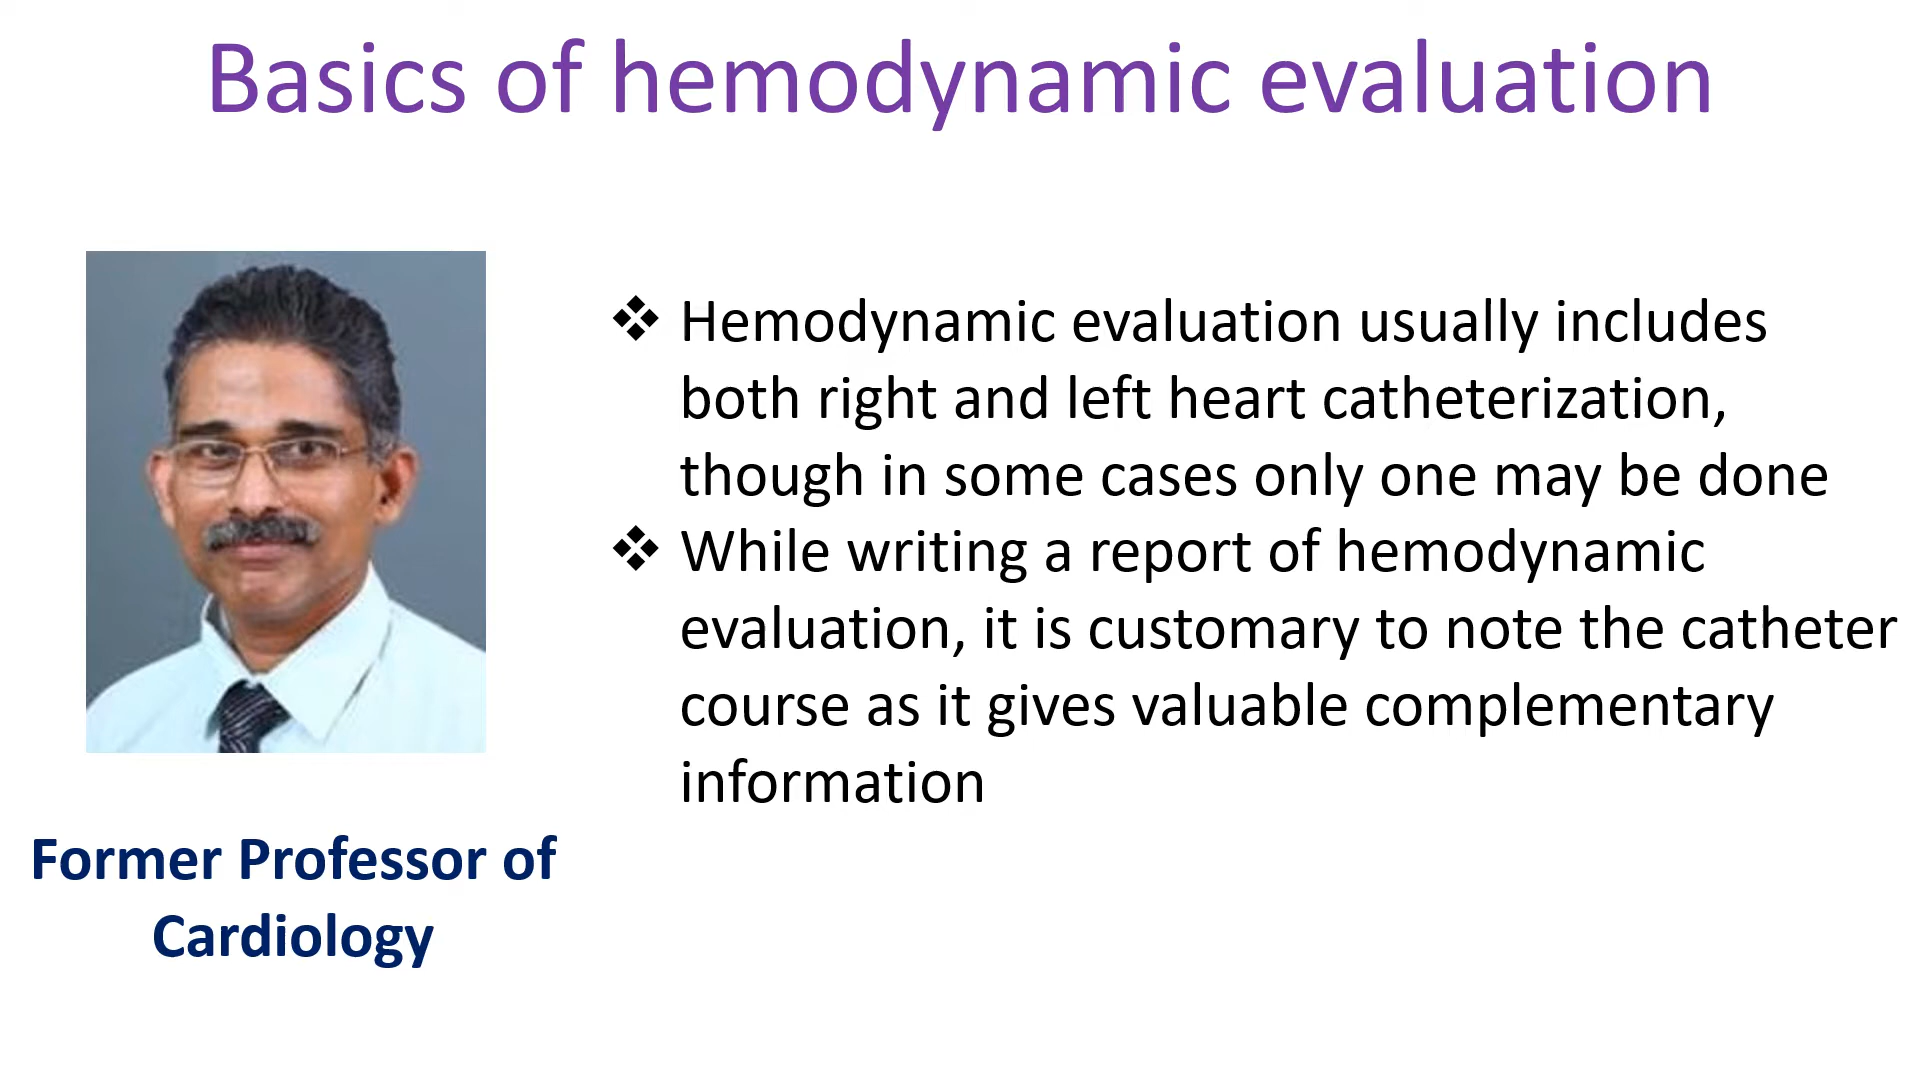 Basics of hemodynamic evaluation
❖ Hemodynamic evaluation usually includes
both right and left heart catheterization,
though in some cases only one may be done
❖ While writing a report of hemodynamic
evaluation, it is customary to note the catheter
course as it gives valuable complementary
information
Former Professor of
Cardiology